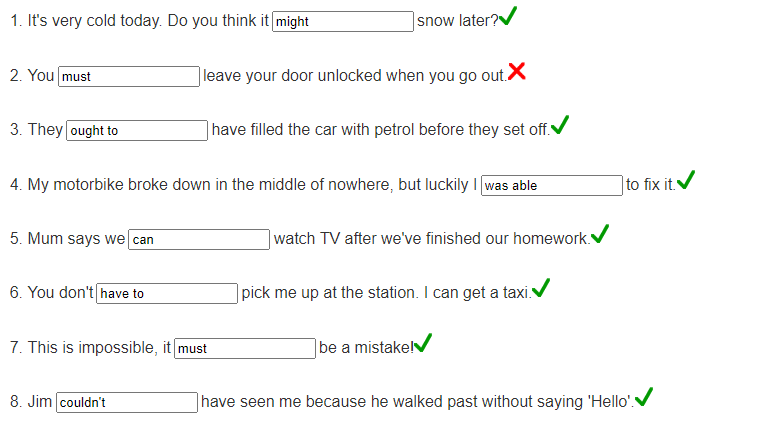 1. It's very cold today. Do you think it might snow later?
2. You must leave your door unlocked when you go out.
3. They ought to have filled the car with petrol before they set off.
4. My motorbike broke down in the middle of nowhere, but luckily I was able to fix it.
5. Mum says we can watch TV after we've finished our homework.
6. You don't have to pick me up at the station. I can get a taxi.
7. This is impossible, it must be a mistake!
8. Jim couldn't have seen me because he walked past without saying 'Hello'.